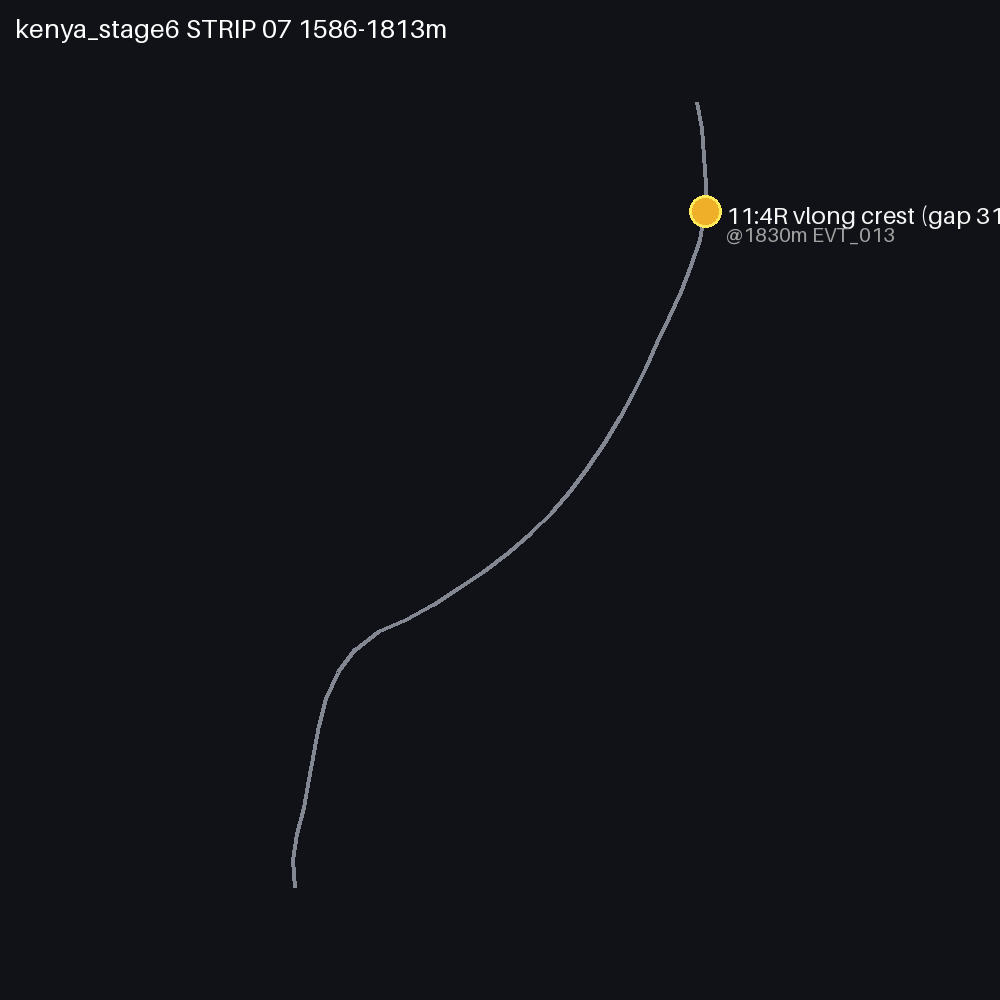 kenya_stage6 STRIP 07 1586-1813m
11:4R vlong crest (gap 31
@1830m EVT_013